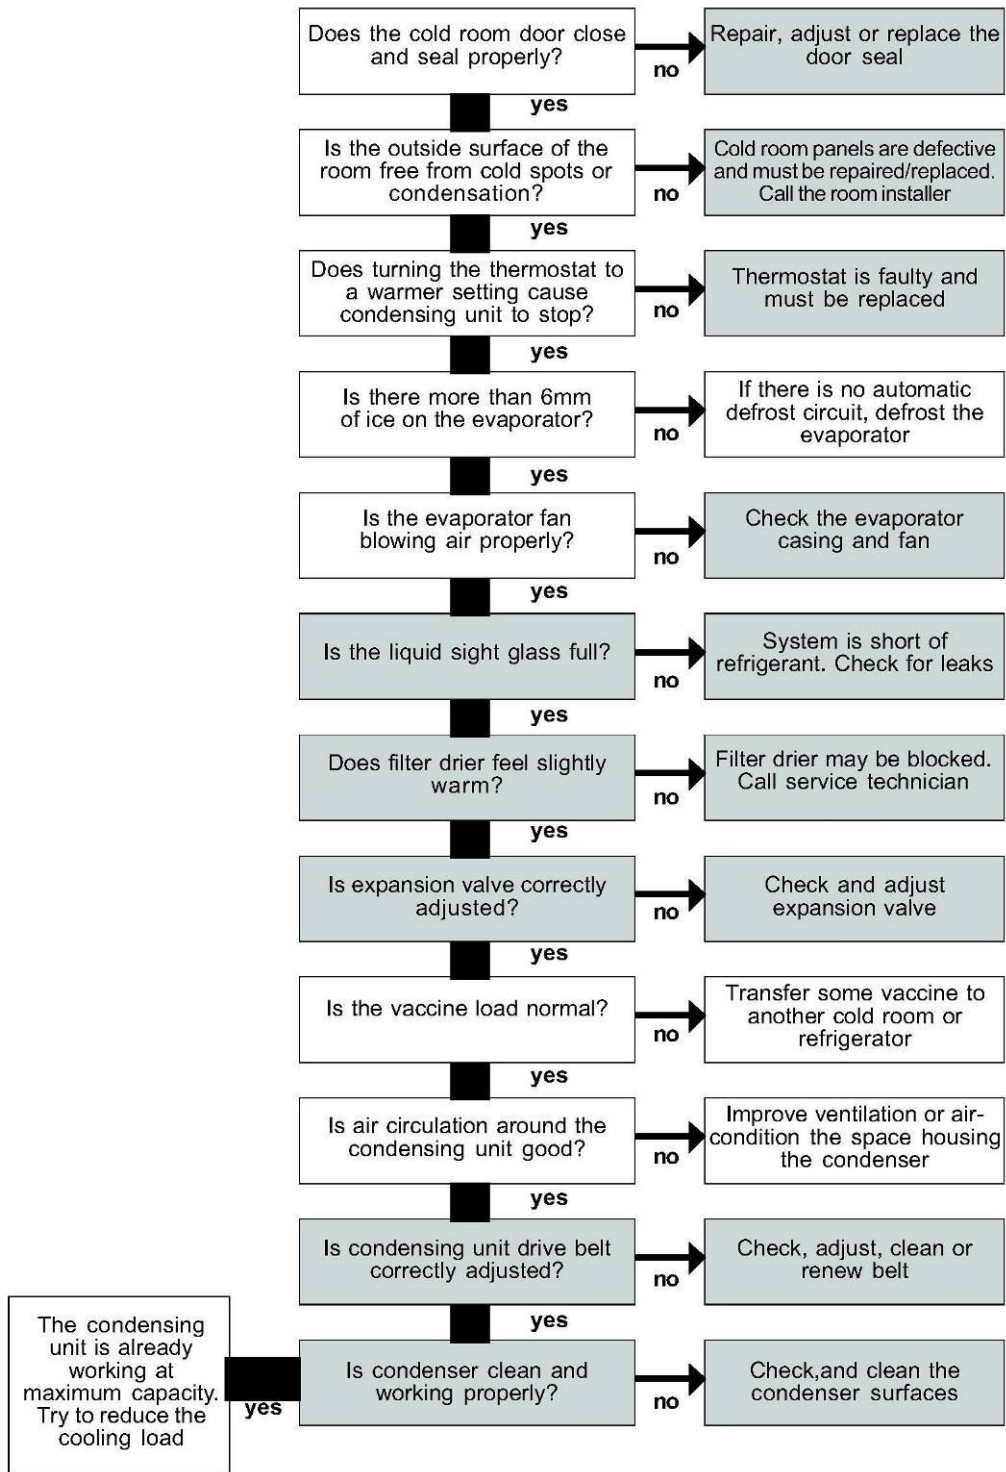 Does the cold room door close
and seal properly?
no
Repair, adjust or replace the
door seal
yes
Is the outside surface of the
room free from cold spots or
condensation?
no
Cold room panels are defective
and must be repaired/replaced.
Call the room installer
yes
Does turning the thermostat to
a warmer setting cause
condensing unit to stop?
no
Thermostat is faulty and
must be replaced
yes
Is there more than 6mm
of ice on the evaporator?
no
If there is no automatic
defrost circuit, defrost the
evaporator
yes
Is the evaporator fan
blowing air properly?
no
Check the evaporator
casing and fan
yes
Is the liquid sight glass full?
no
System is short of
refrigerant. Check for leaks
yes
Does filter drier feel slightly
warm?
no
Filter drier may be blocked.
Call service technician
yes
Is expansion valve correctly
adjusted?
no
Check and adjust
expansion valve
yes
Is the vaccine load normal?
no
Transfer some vaccine to
another cold room or
refrigerator
yes
Is air circulation around the
condensing unit good?
no
Improve ventilation or air-
condition the space housing
the condenser
yes
Is condensing unit drive belt
correctly adjusted?
no
Check, adjust, clean or
renew belt
yes
Is condenser clean and
working properly?
no
Check,and clean the
condenser surfaces
yes
The condensing
unit is already
working at
maximum capacity.
Try to reduce the
cooling load